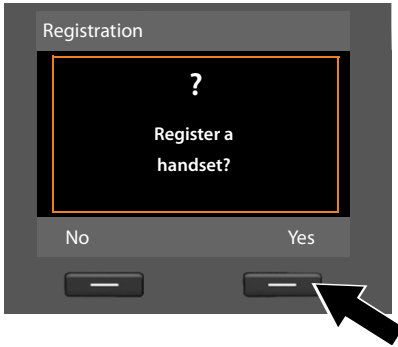 Registration
?
Register a
handset?
No Yes